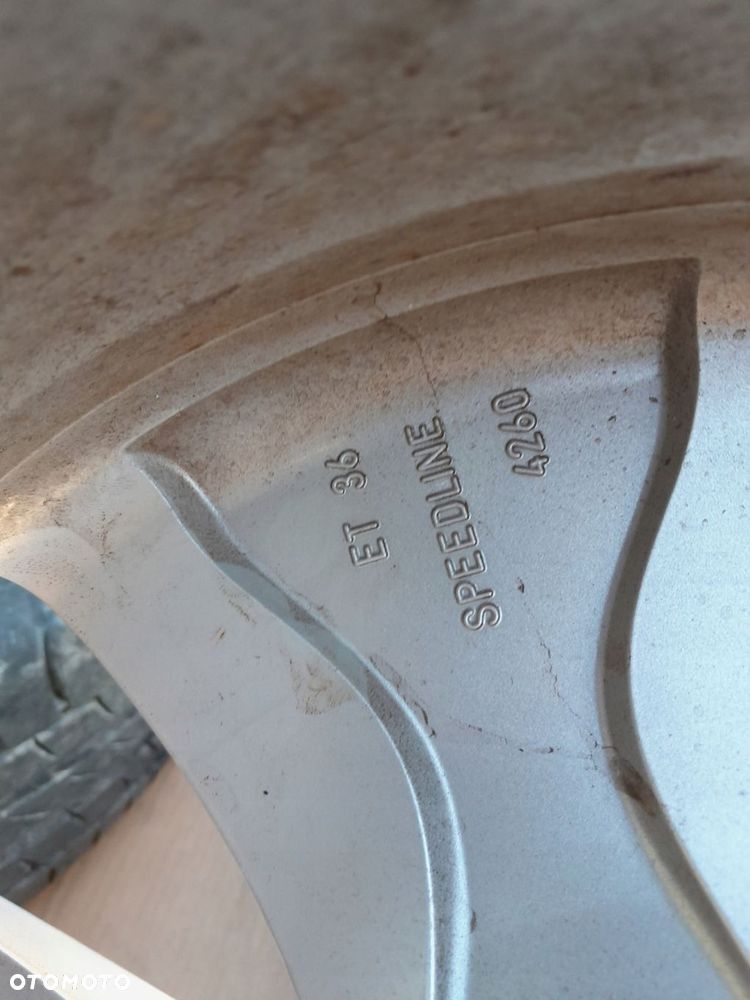 ET 36
SPEEDLINE
4260
OTOMOTO